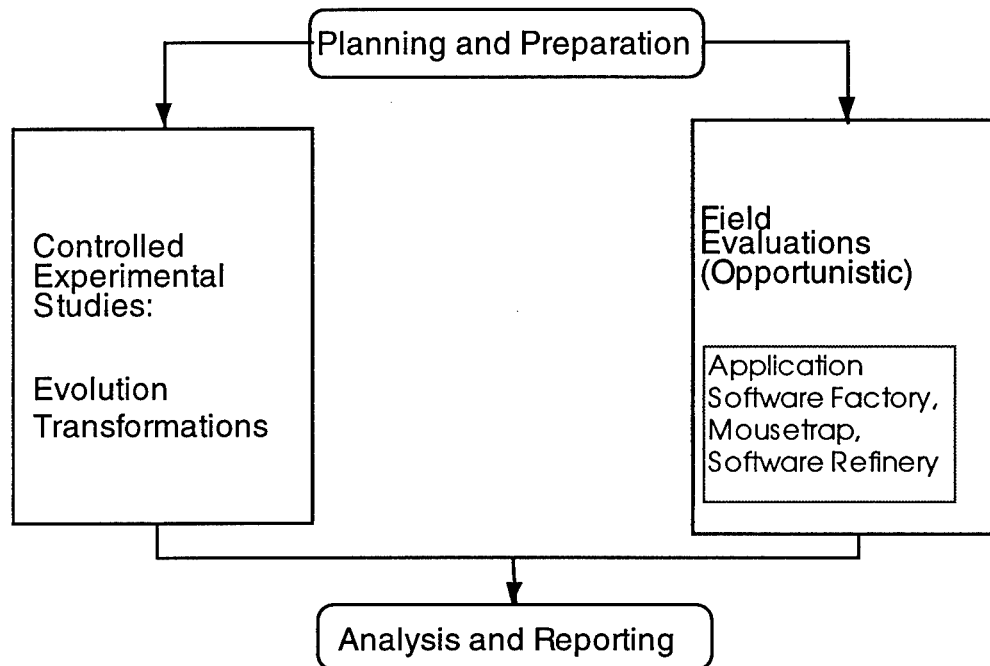 Planning and Preparation
Controlled
Experimental
Studies:
Evolution
Transformations
Field
Evaluations
(Opportunistic)
Application
Software Factory,
Mousetrap,
Software Refinery
Analysis and Reporting